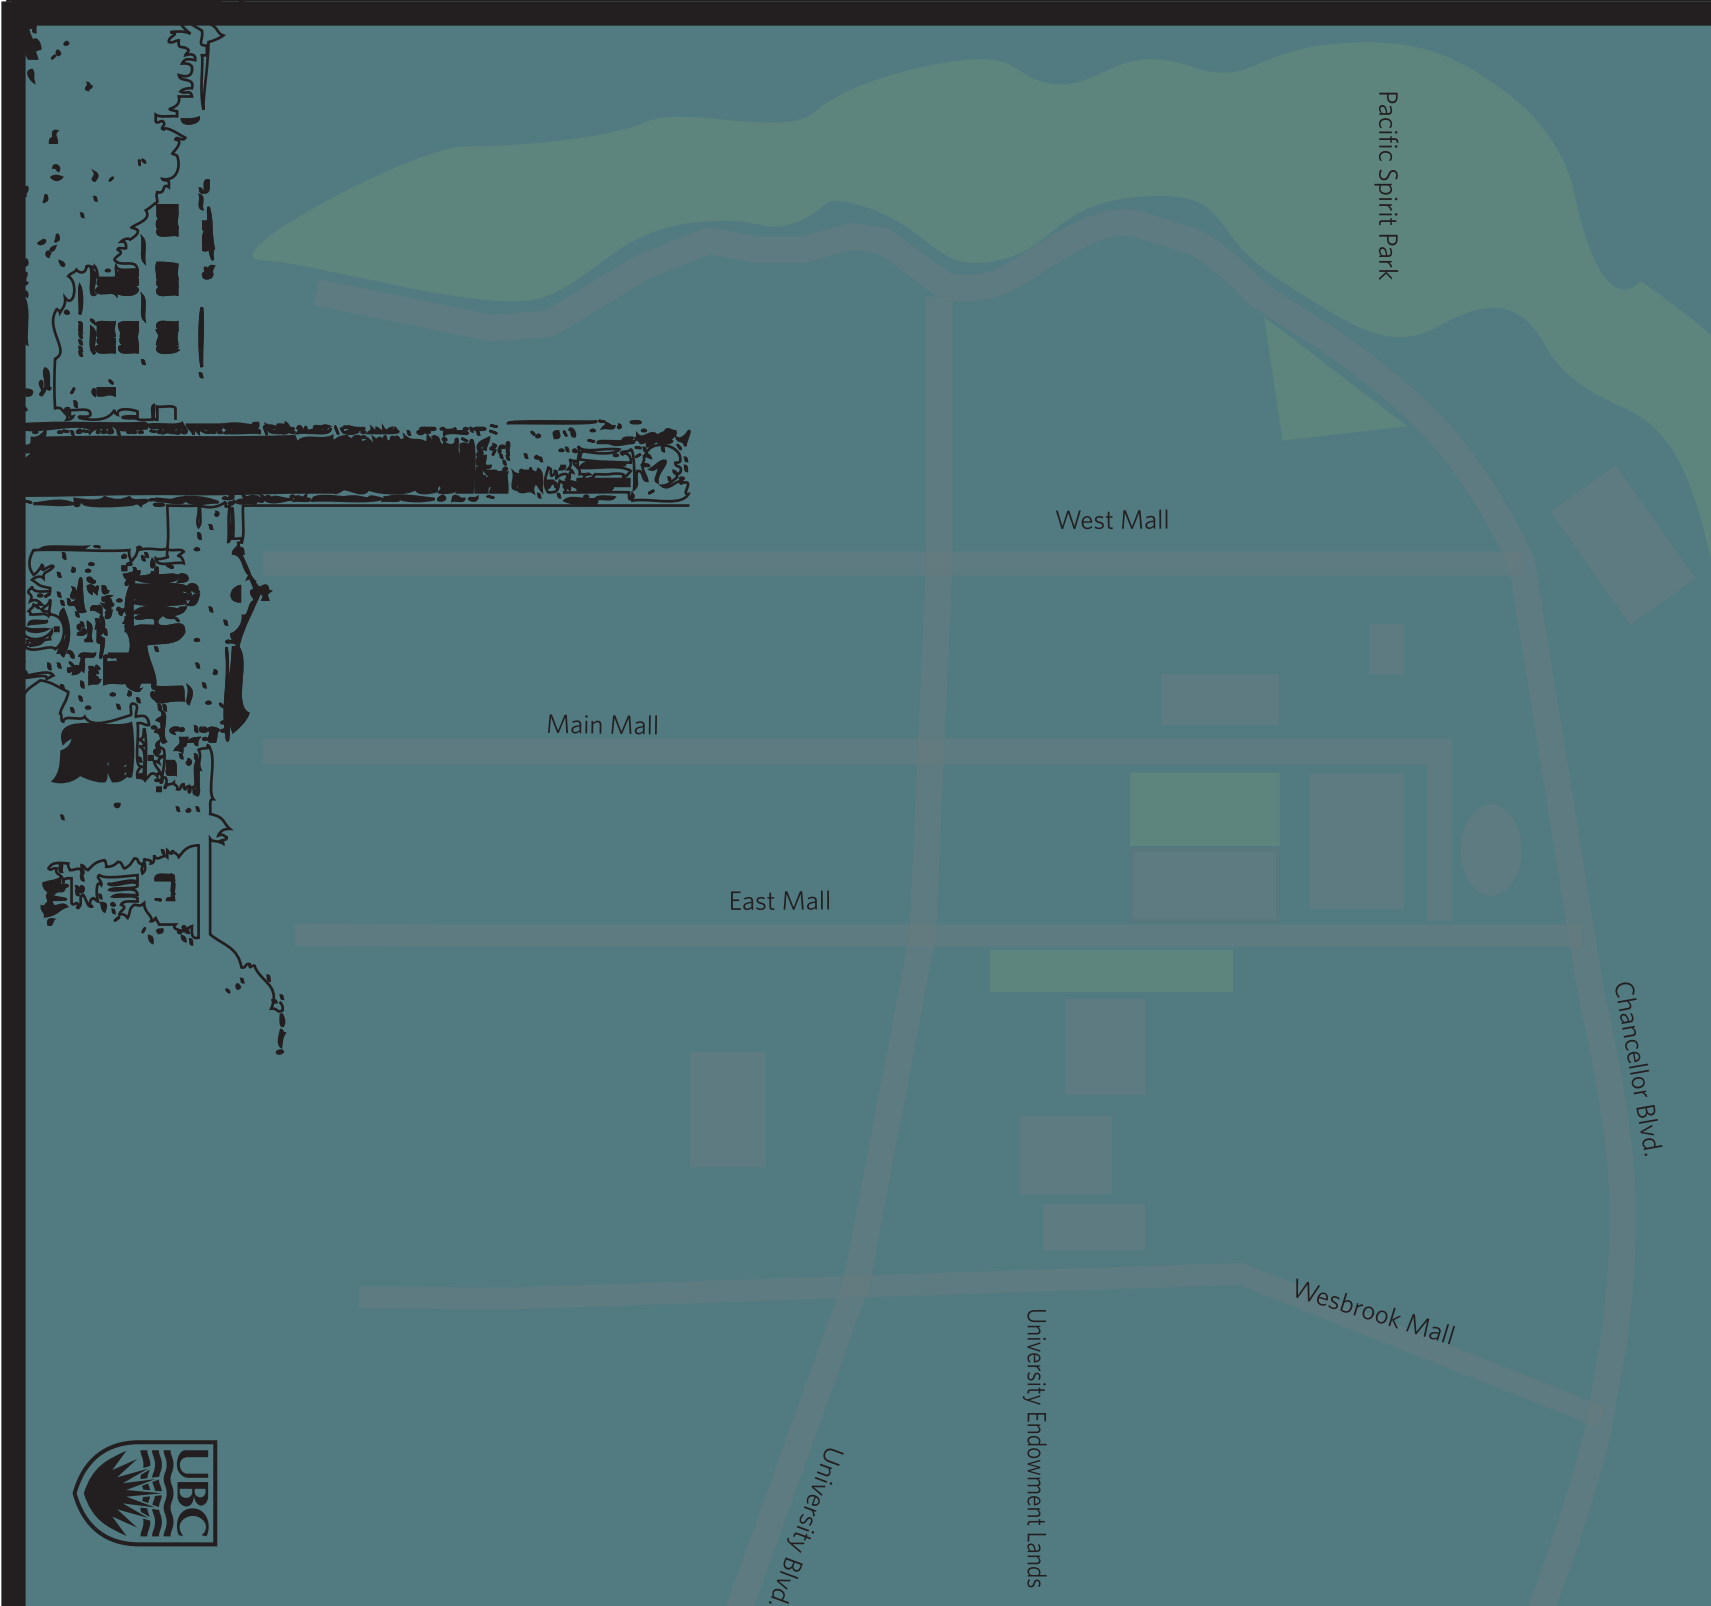 Pacific Spirit Park
West Mall
Main Mall
East Mall
Chancellor Blvd.
Wesbrook Mall
University Endowment Lands
University Blvd.
UBC